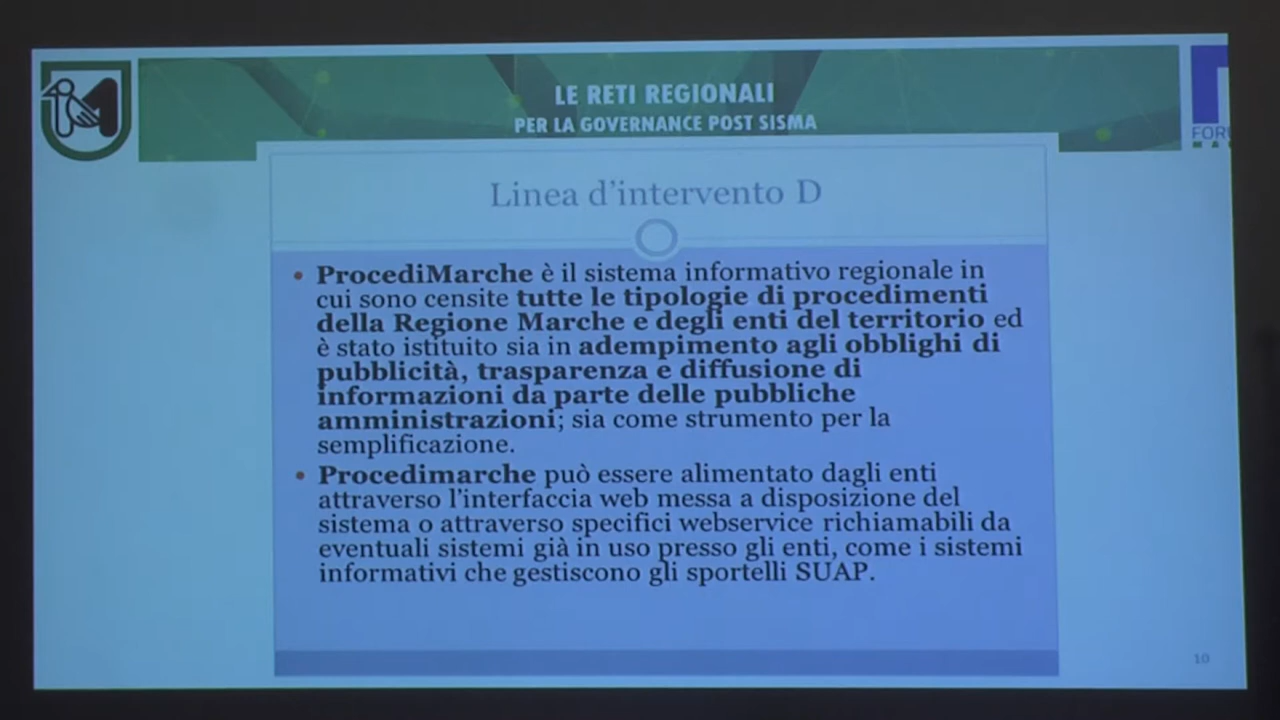 LE RETI REGIONALI
PER LA GOVERNANCE POST SISMA
Linea d'intervento D
• ProcediMarche è il sistema informativo regionale in
cui sono censite tutte le tipologie di procedimenti
della Regione Marche e degli enti del territorio ed
è stato istituito sia in adempimento agli obblighi di
pubblicità, trasparenza e diffusione di
informazioni da parte delle pubbliche
amministrazioni; sia come strumento per la
semplificazione.
• Procedimarche può essere alimentato dagli enti
attraverso l'interfaccia web messa a disposizione del
sistema o attraverso specifici webservice richiamabili da
eventuali sistemi già in uso presso gli enti, come i sistemi
informativi che gestiscono gli sportelli SUAP.
10